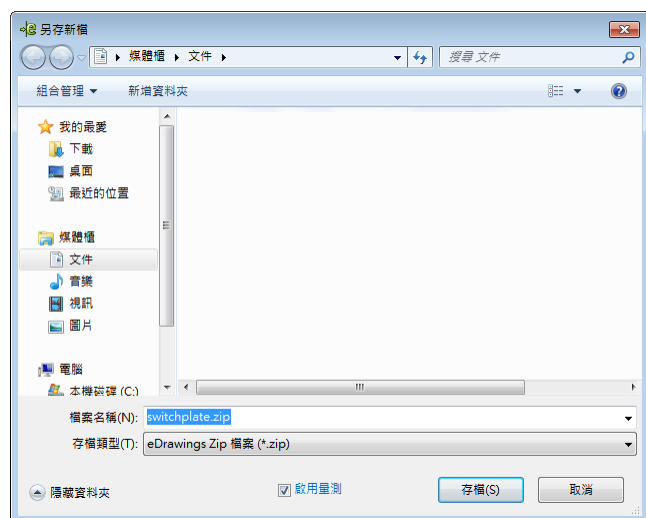 另存新檔
媒體櫃 文件
搜尋 文件
組合管理 新增資料夾
我的最愛
下載
桌面
最近的位置
媒體櫃
文件
音樂
視訊
圖片
電腦
本機磁碟 (C:)
檔案名稱(N): switchplate.zip
存檔類型(T): eDrawings Zip 檔案 (*.zip)
隱藏資料夾
啟用量測
存檔(S)
取消